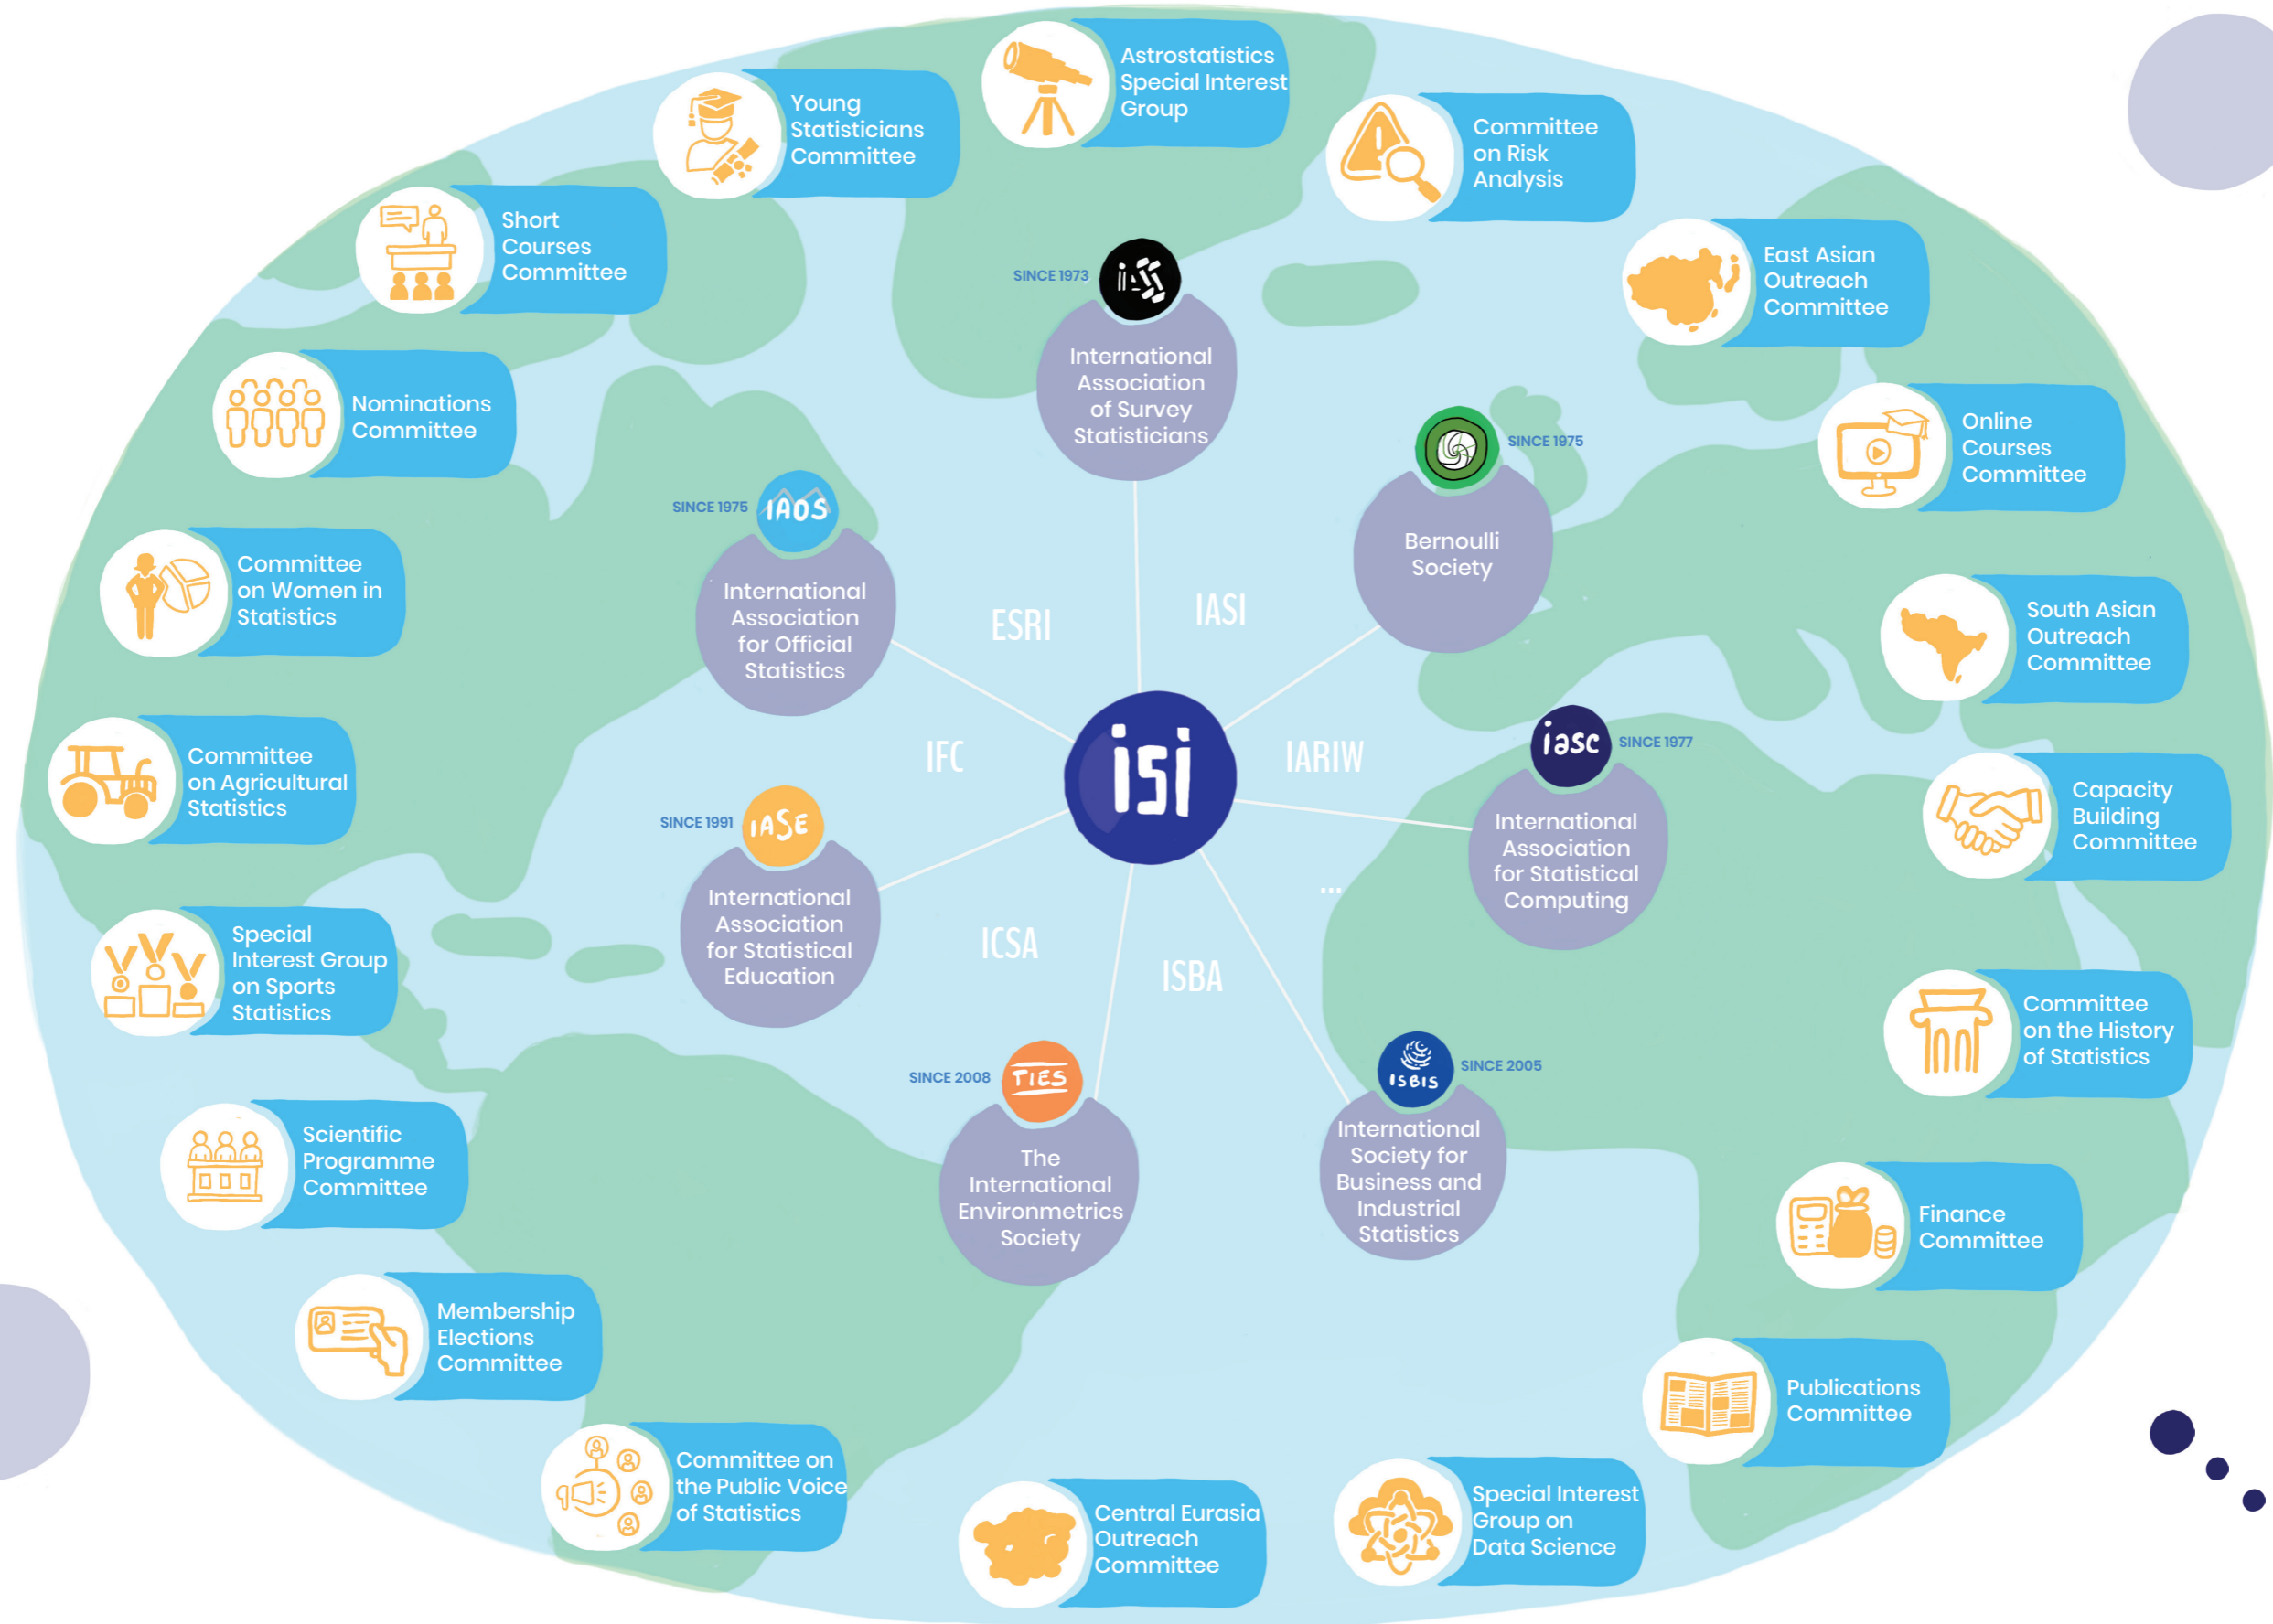 Astrostatistics
Special Interest
Group
Young
Statisticians
Committee
Committee
on Risk
Analysis
Short
Courses
Committee
East Asian
Outreach
Committee
SINCE 1973
International
Association
of Survey
Statisticians
Nominations
Committee
Online
Courses
Committee
SINCE 1975
Bernoulli
Society
SINCE 1975
IAOS
International
Association
for Official
Statistics
Committee
on Women in
Statistics
South Asian
Outreach
Committee
ESRI
IASI
IFC
isi
IARIW
iasc
SINCE 1977
International
Association
for Statistical
Computing
Committee
on Agricultural
Statistics
Capacity
Building
Committee
SINCE 1991
IASE
International
Association
for Statistical
Education
...
ICSA
ISBA
Special
Interest Group
on Sports
Statistics
Committee
on the History
of Statistics
SINCE 2008
TIES
The
International
Environmetrics
Society
ISBIS
SINCE 2005
International
Society for
Business and
Industrial
Statistics
Scientific
Programme
Committee
Finance
Committee
Membership
Elections
Committee
Publications
Committee
Committee on
the Public Voice
of Statistics
Central Eurasia
Outreach
Committee
Special Interest
Group on
Data Science